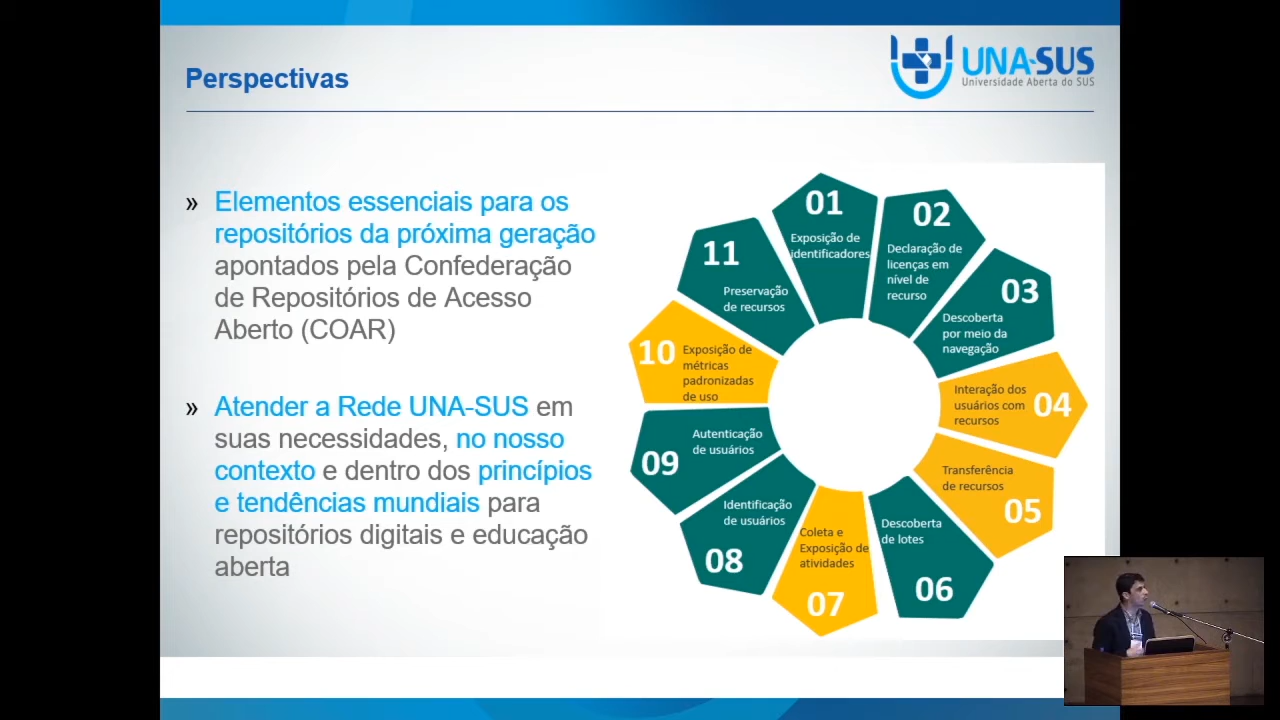 Perspectivas
UNA-SUS
Universidade Aberta do SUS
» Elementos essenciais para os
repositórios da próxima geração
apontados pela Confederação
de Repositórios de Acesso
Aberto (COAR)
» Atender a Rede UNA-SUS em
suas necessidades, no nosso
contexto e dentro dos princípios
e tendências mundiais para
repositórios digitais e educação
aberta
01
Exposição de
identificadores
02
Declaração de
licenças em
nível de
recurso
03
Descoberta
por meio da
navegação
04
Interação dos
usuários com
recursos
05
Transferência
de recursos
06
Descoberta
de lotes
07
Coleta e
Exposição de
atividades
08
Identificação
de usuários
09
Autenticação
de usuários
10
Exposição de
métricas
padronizadas
de uso
11
Preservação
de recursos